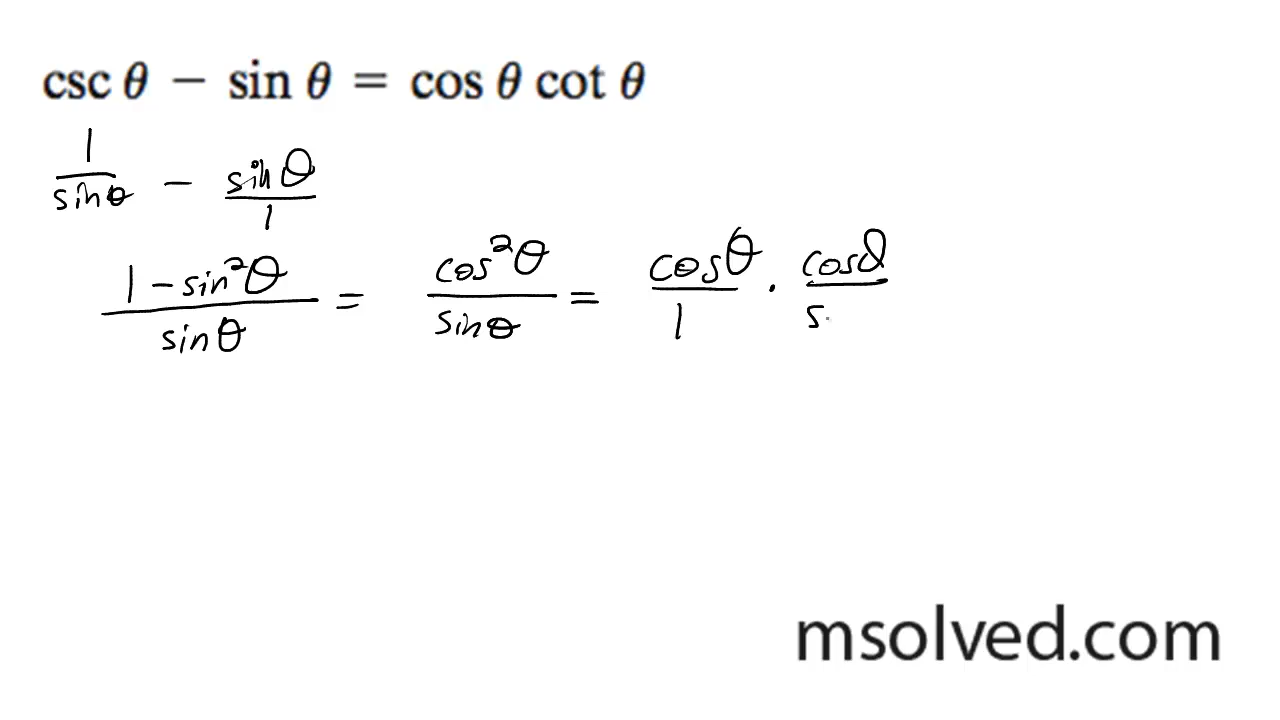 csc θ − sin θ = cos θ cot θ
1/sinθ − sinθ/1
1−sin²θ/sinθ = cos²θ/sinθ = cosθ/1 · cosθ/s
msolved.com